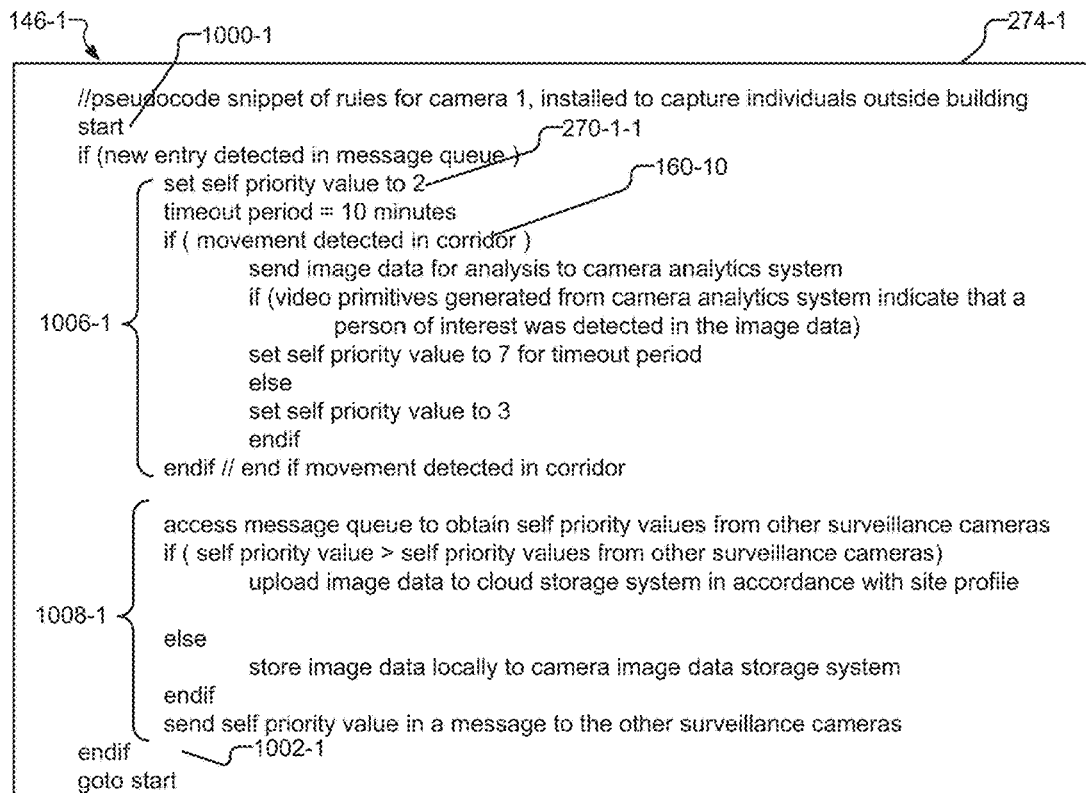 146-1
1000-1
274-1
//pseudocode snippet of rules for camera 1, installed to capture individuals outside building
start
270-1-1
if (new entry detected in message queue )
160-10
set self priority value to 2
timeout period = 10 minutes
if ( movement detected in corridor )
send image data for analysis to camera analytics system
if (video primitives generated from camera analytics system indicate that a
person of interest was detected in the image data)
1006-1
set self priority value to 7 for timeout period
else
set self priority value to 3
endif
endif // end if movement detected in corridor
access message queue to obtain self priority values from other surveillance cameras
if ( self priority value > self priority values from other surveillance cameras)
upload image data to cloud storage system in accordance with site profile
1008-1
else
store image data locally to camera image data storage system
endif
send self priority value in a message to the other surveillance cameras
endif
1002-1
goto start